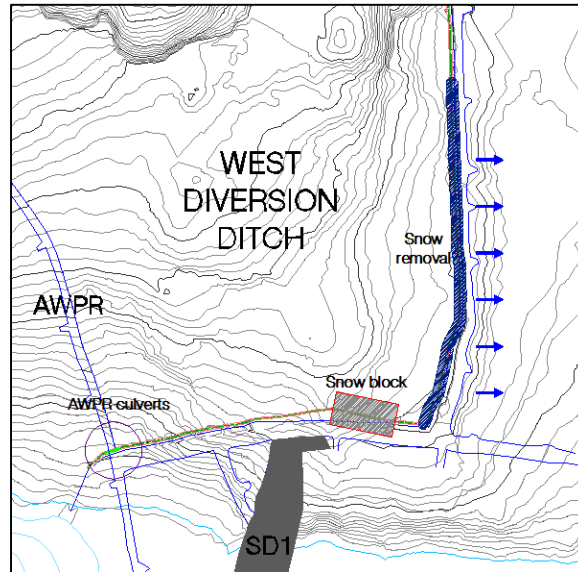 WEST
DIVERSION
DITCH
Snow
removal
AWPR
Snow block
AWPR culverts
SD1